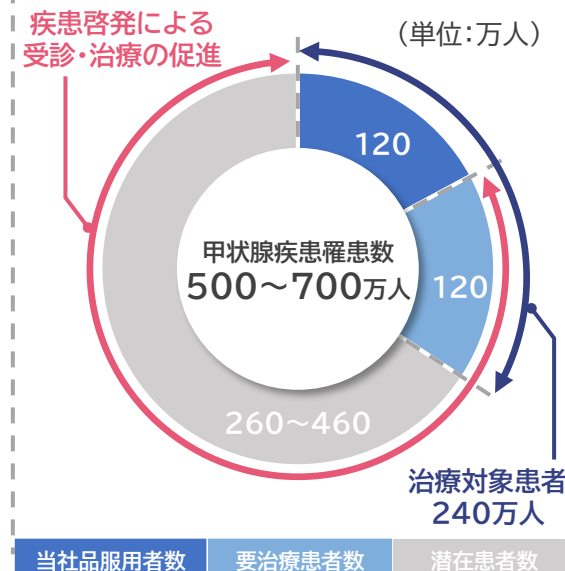 疾患啓発による
受診・治療の促進
(単位:万人)
120
甲状腺疾患罹患数
500～700万人
120
260～460
治療対象患者
240万人
当社品服用者数
要治療患者数
潜在患者数